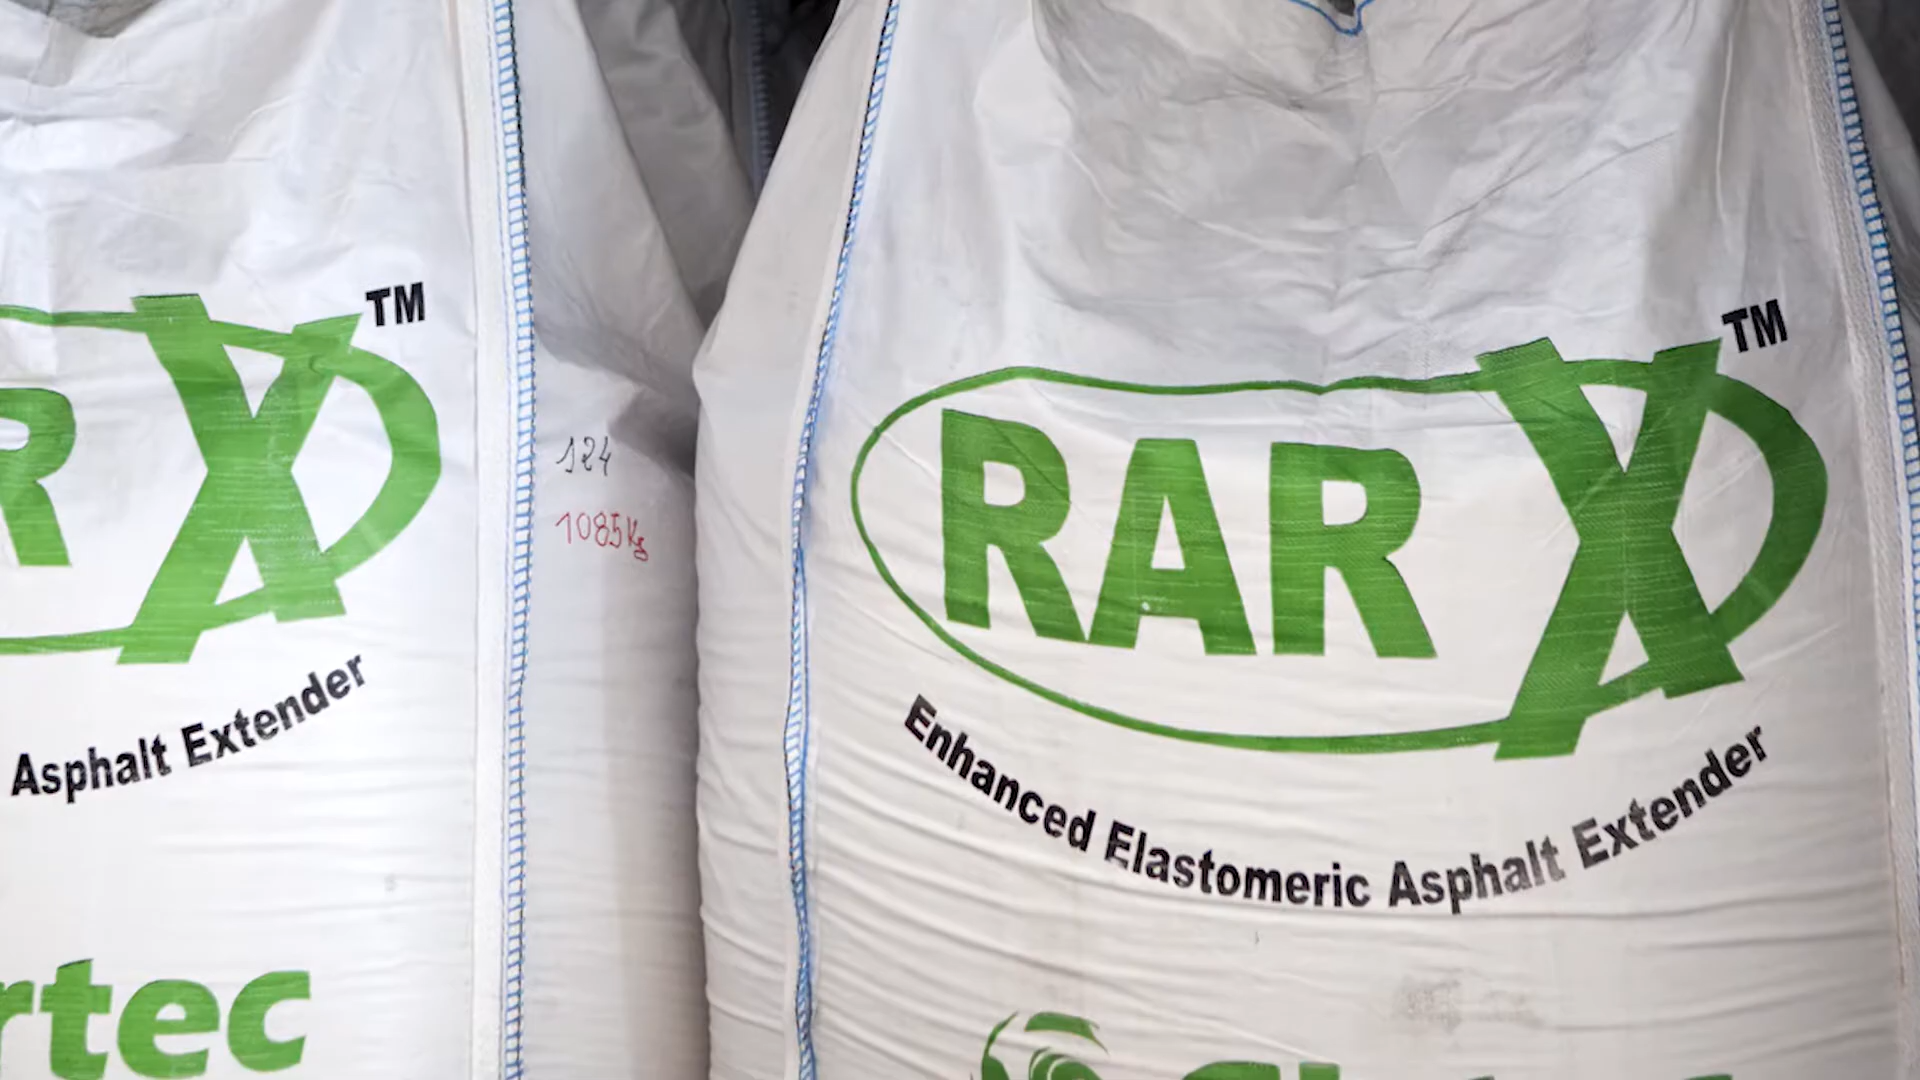 R X TM
Asphalt Extender
rtec
124
1085Kg
RAR X TM
Enhanced Elastomeric Asphalt Extender